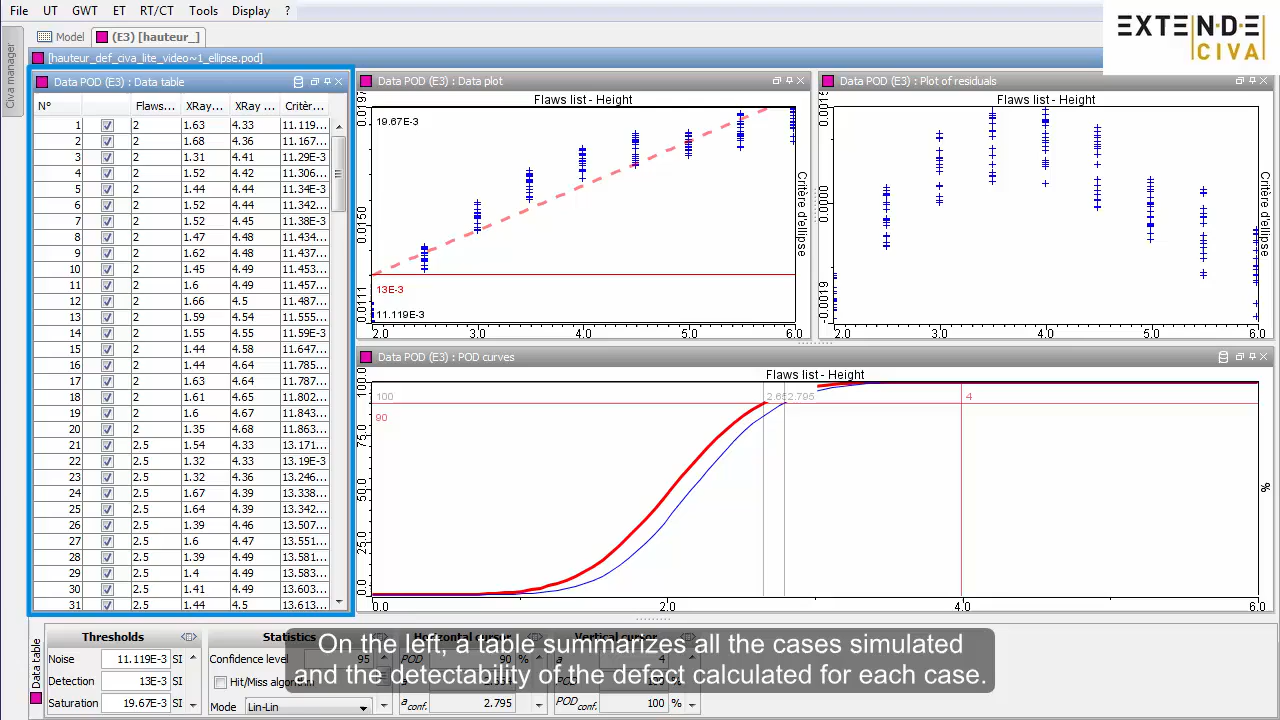 File UT GWT ET RT/CT Tools Display ?
EXTENDE
CIVA
Civa manager
Model (E3) [hauteur_]
[hauteur_def_civa_lite_video~1_ellipse.pod]
Data POD (E3) : Data table
N° Flaws... XRay... XRay ... Critèr...
1 2 1.63 4.33 11.119...
2 2 1.68 4.36 11.167...
3 2 1.31 4.41 11.29E-3
4 2 1.52 4.42 11.306...
5 2 1.44 4.44 11.34E-3
6 2 1.52 4.44 11.342...
7 2 1.52 4.45 11.38E-3
8 2 1.47 4.48 11.434...
9 2 1.62 4.48 11.437...
10 2 1.45 4.49 11.453...
11 2 1.6 4.49 11.457...
12 2 1.66 4.5 11.487...
13 2 1.59 4.54 11.555...
14 2 1.55 4.55 11.59E-3
15 2 1.44 4.58 11.647...
16 2 1.44 4.64 11.785...
17 2 1.63 4.64 11.787...
18 2 1.61 4.65 11.802...
19 2 1.6 4.67 11.843...
20 2 1.35 4.68 11.863...
21 2.5 1.54 4.33 13.171...
22 2.5 1.32 4.33 13.19E-3
23 2.5 1.32 4.36 13.246...
24 2.5 1.67 4.39 13.338...
25 2.5 1.64 4.39 13.342...
26 2.5 1.39 4.46 13.507...
27 2.5 1.6 4.47 13.551...
28 2.5 1.39 4.49 13.581...
29 2.5 1.4 4.49 13.583...
30 2.5 1.41 4.49 13.603...
31 2.5 1.44 4.5 13.613...
Data POD (E3) : Data plot
Flaws list - Height
0.0197
19.67E-3
0.0150
13E-3
0.0111
11.119E-3
2.0 3.0 4.0 5.0 6.0
Critère d'ellipse
Data POD (E3) : Plot of residuals
Flaws list - Height
0.0000
-0.0019
2.0 3.0 4.0 5.0 6.0
Critère d'ellipse
Data POD (E3) : POD curves
Flaws list - Height
100.0
100
90
75.0
50.0
25.0
0.0
2.795
4
%
0.0 2.0 4.0 6.0
Data table
Thresholds
Noise 11.119E-3 SI
Detection 13E-3 SI
Saturation 19.67E-3 SI
Statistics
Confidence level 95
Hit/Miss algorithm
Mode Lin-Lin
Horizontal cursor
POD 90 %
a
a conf. 2.795
Vertical cursor
a 4
POD
POD conf. 100 %
On the left, a table summarizes all the cases simulated
and the detectability of the defect calculated for each case.